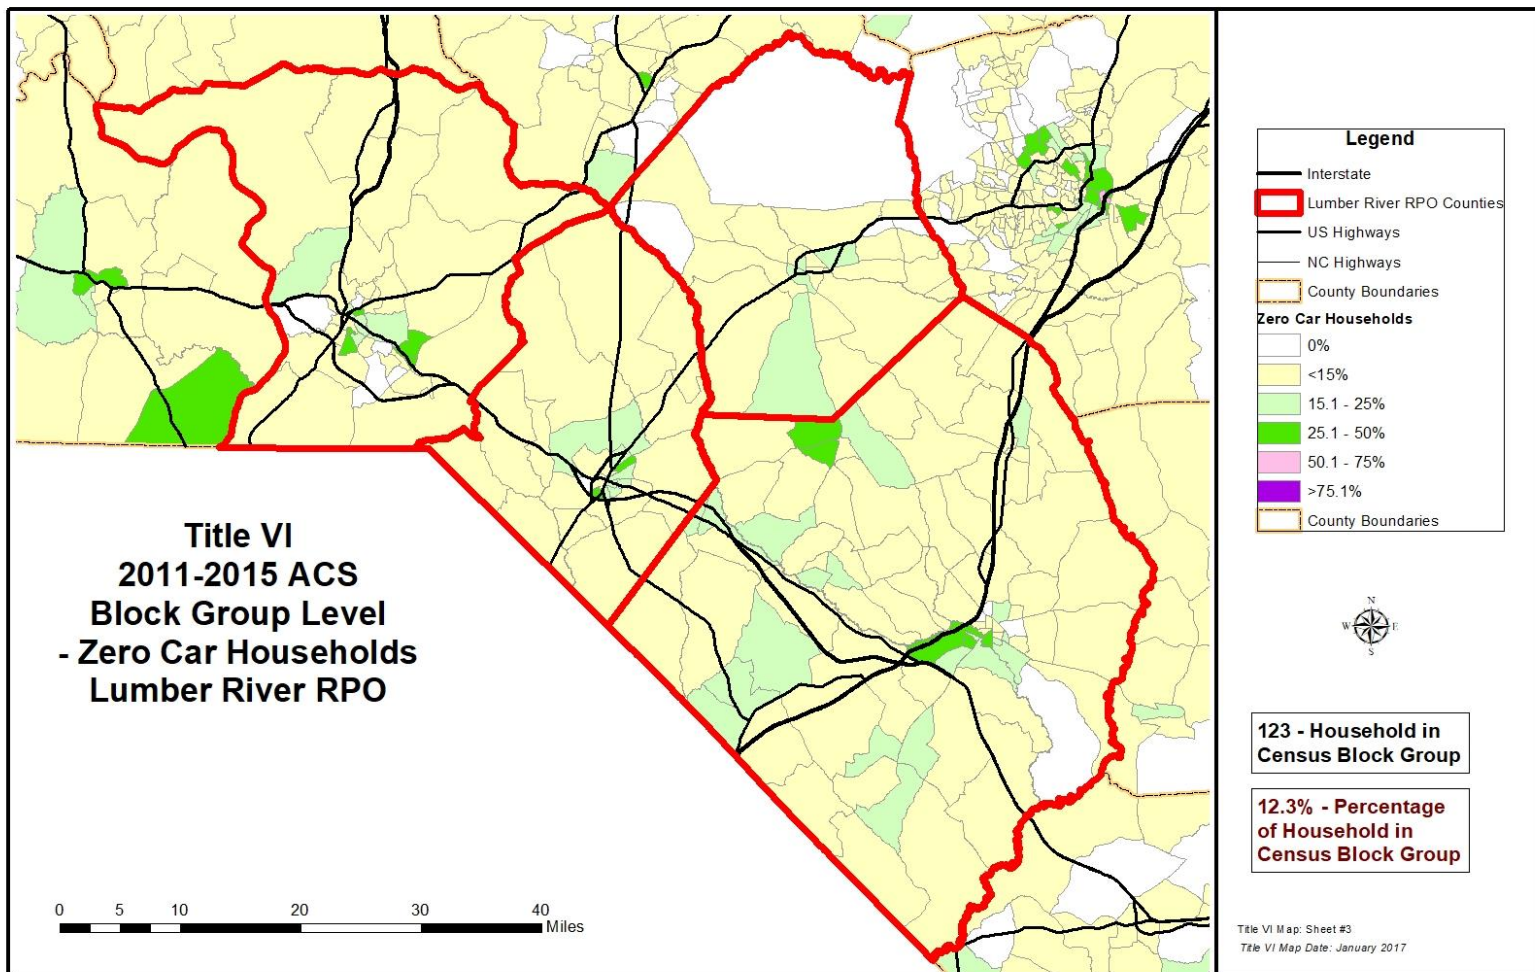 Title VI
2011-2015 ACS
Block Group Level
- Zero Car Households
Lumber River RPO
0 5 10 20 30 40
Miles
Legend
Interstate
Lumber River RPO Counties
US Highways
NC Highways
County Boundaries
Zero Car Households
0%
<15%
15.1 - 25%
25.1 - 50%
50.1 - 75%
>75.1%
County Boundaries
N
W E
S
123 - Household in
Census Block Group
12.3% - Percentage
of Household in
Census Block Group
Title VI Map: Sheet #3
Title VI Map Date: January 2017